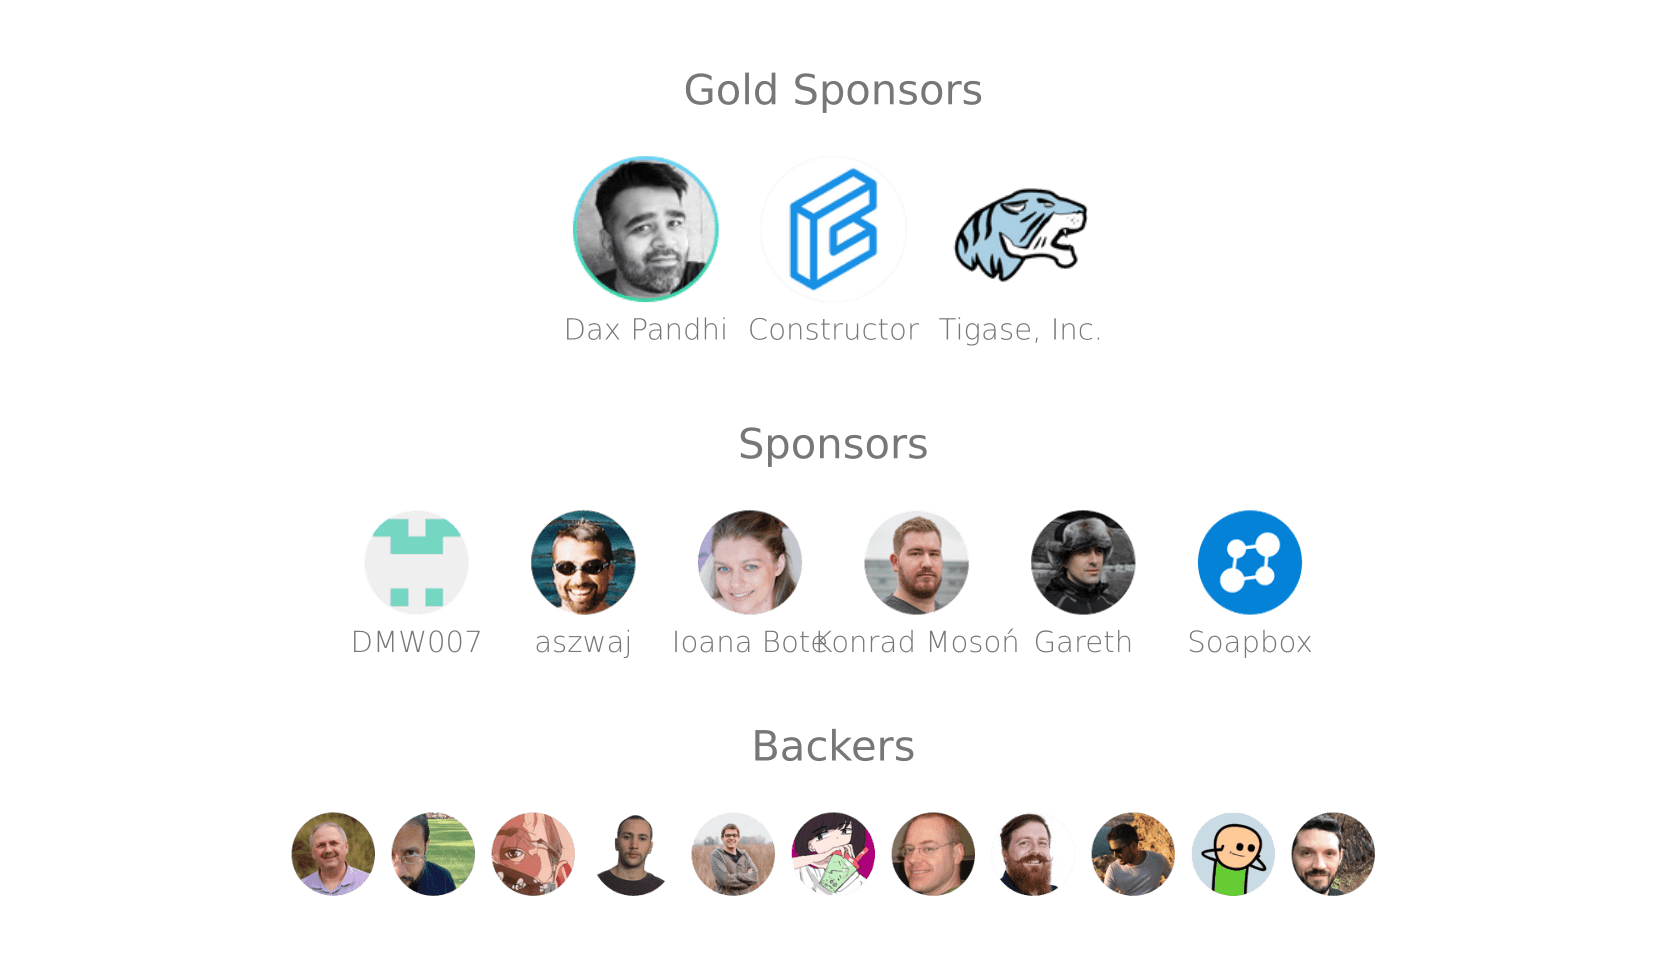 Gold Sponsors
Dax Pandhi Constructor Tigase, Inc.
Sponsors
DMW007 aszwaj Ioana Bote Konrad Mosoń Gareth Soapbox
Backers